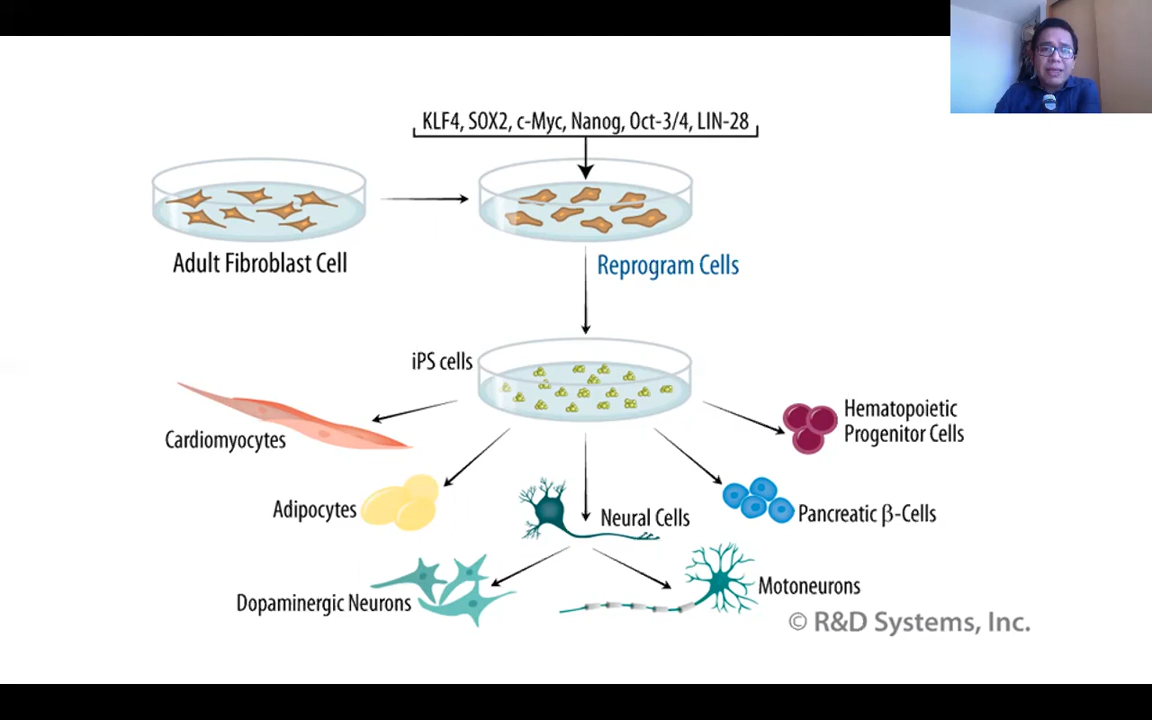 KLF4, SOX2, c-Myc, Nanog, Oct-3/4, LIN-28
Adult Fibroblast Cell
Reprogram Cells
iPS cells
Cardiomyocytes
Hematopoietic
Progenitor Cells
Adipocytes
Neural Cells
Pancreatic β-Cells
Dopaminergic Neurons
Motoneurons
© R&D Systems, Inc.